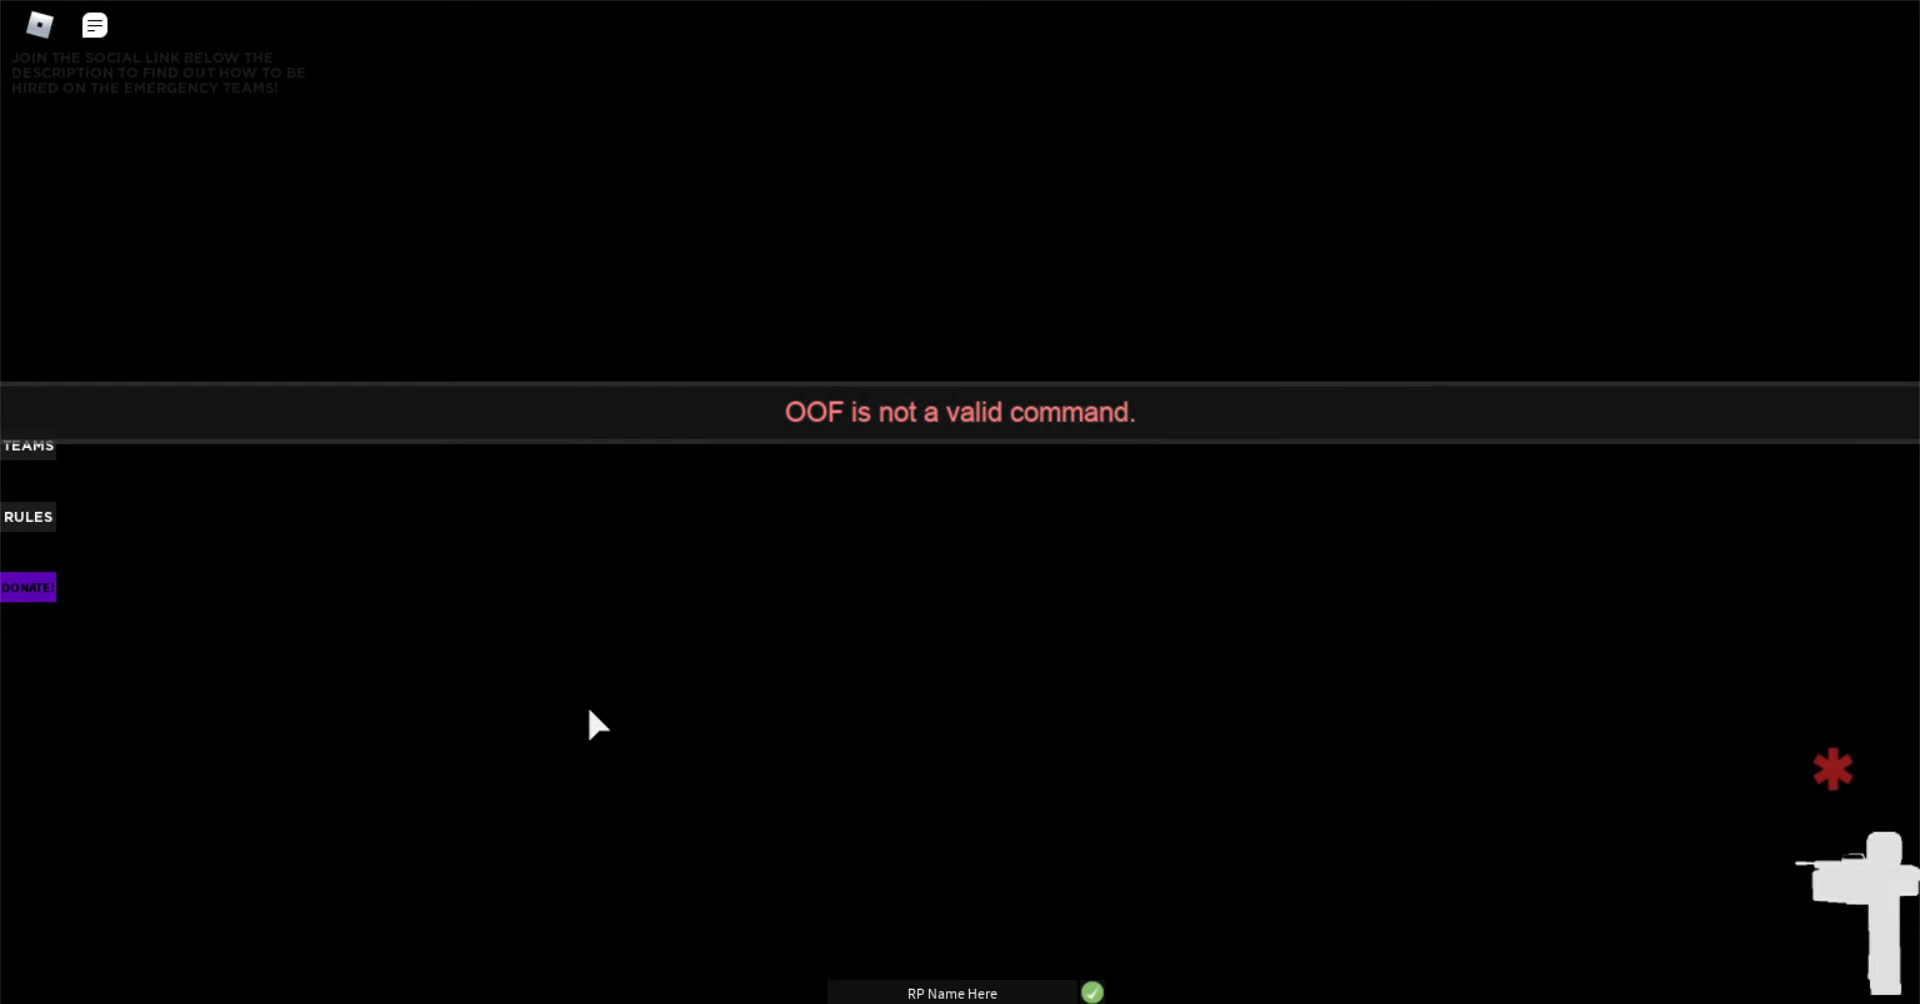 JOIN THE SOCIAL LINK BELOW THE
DESCRIPTION TO FIND OUT HOW TO BE
HIRED ON THE EMERGENCY TEAMS!
OOF is not a valid command.
TEAMS
RULES
DONATE!
RP Name Here